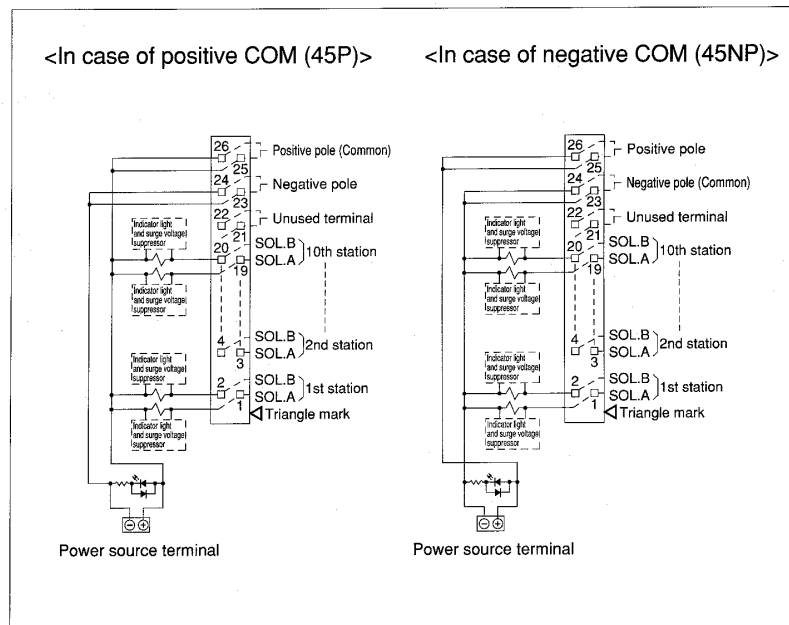 <In case of positive COM (45P)>
26
Positive pole (Common)
25
24
Negative pole
23
22
Unused terminal
21
Indicator light
and surge voltage
suppressor
20
SOL.B
SOL.A
10th station
19
Indicator light
and surge voltage
suppressor
4
SOL.B
SOL.A
2nd station
3
Indicator light
and surge voltage
suppressor
2
SOL.B
SOL.A
1st station
1
Triangle mark
Indicator light
and surge voltage
suppressor
Power source terminal
<In case of negative COM (45NP)>
26
Positive pole
25
24
Negative pole (Common)
23
22
Unused terminal
21
Indicator light
and surge voltage
suppressor
20
SOL.B
SOL.A
10th station
19
Indicator light
and surge voltage
suppressor
4
SOL.B
SOL.A
2nd station
3
Indicator light
and surge voltage
suppressor
2
SOL.B
SOL.A
1st station
1
Triangle mark
Indicator light
and surge voltage
suppressor
Power source terminal